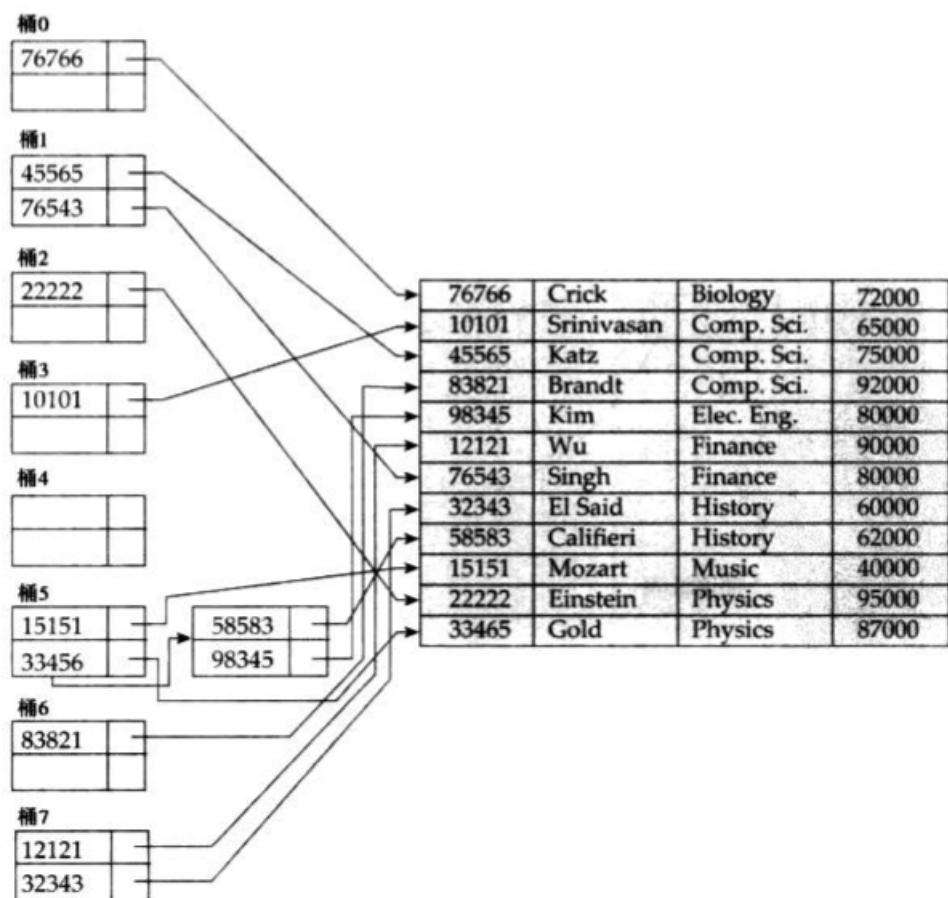 桶0
76766
桶1
45565
76543
桶2
22222
桶3
10101
桶4
桶5
15151
33456
58583
98345
桶6
83821
桶7
12121
32343
76766 Crick Biology 72000
10101 Srinivasan Comp. Sci. 65000
45565 Katz Comp. Sci. 75000
83821 Brandt Comp. Sci. 92000
98345 Kim Elec. Eng. 80000
12121 Wu Finance 90000
76543 Singh Finance 80000
32343 El Said History 60000
58583 Califieri History 62000
15151 Mozart Music 40000
22222 Einstein Physics 95000
33465 Gold Physics 87000